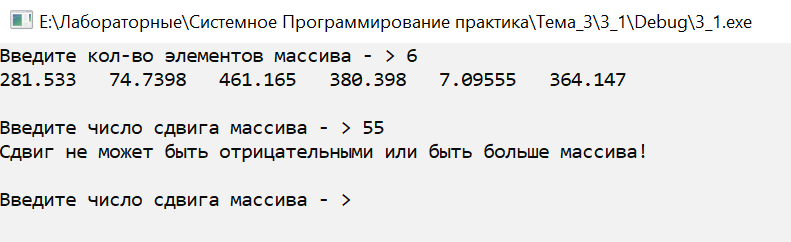 E:\Лабораторные\Системное Программирование практика\Тема_3\3_1\Debug\3_1.exe
Введите кол-во элементов массива - > 6
281.533   74.7398   461.165   380.398   7.09555   364.147
Введите число сдвига массива - > 55
Сдвиг не может быть отрицательными или быть больше массива!
Введите число сдвига массива - >